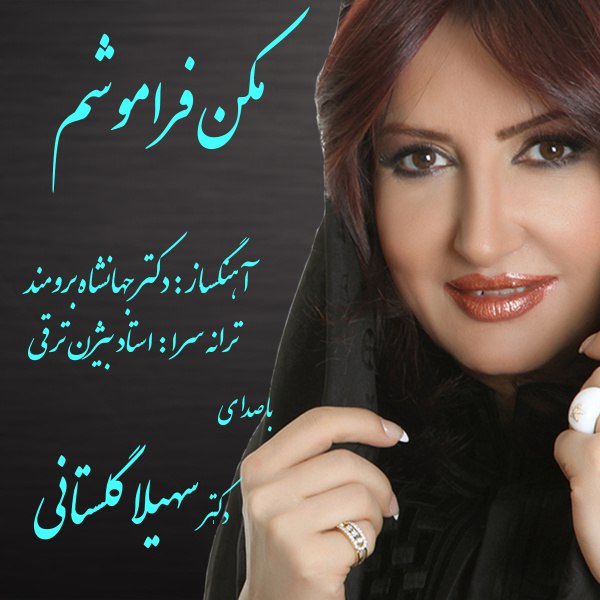 مکن فراموشم
آهنگساز : دکتر جهانشاه برومند
ترانه سرا : استاد بیژن ترقی
با صدای
دکتر سهیلا گلستانی